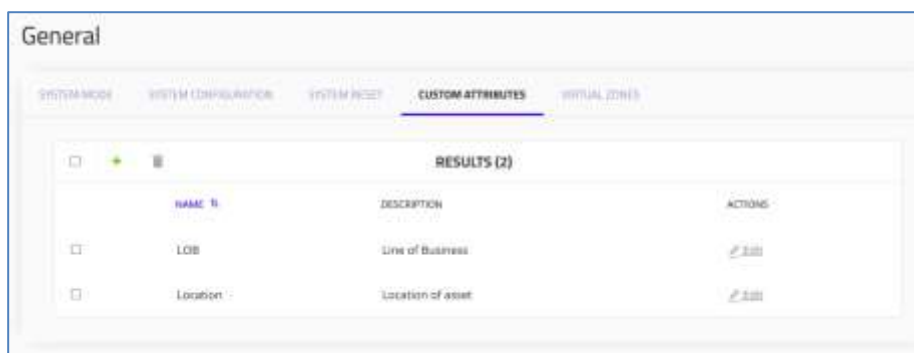 General
SYSTEM MODE SYSTEM CONFIGURATION SYSTEM RESET CUSTOM ATTRIBUTES VIRTUAL ZONES
RESULTS (2)
NAME DESCRIPTION ACTIONS
LOB Line of Business Edit
Location Location of asset Edit